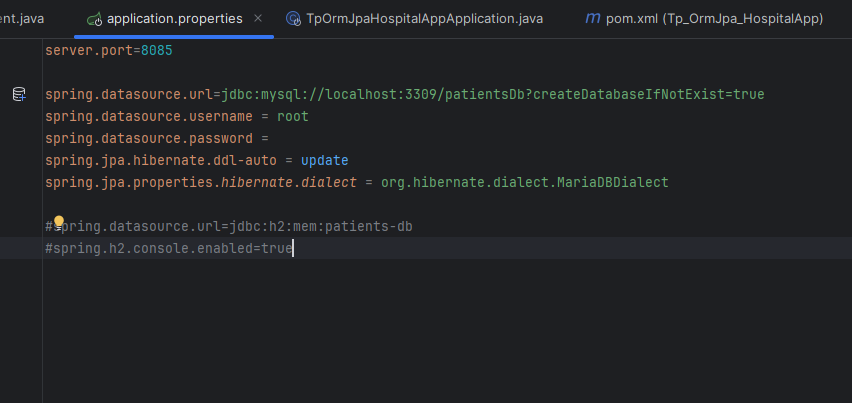 ent.java
application.properties
TpOrmJpaHospitalAppApplication.java
pom.xml (Tp_OrmJpa_HospitalApp)
server.port=8085
spring.datasource.url=jdbc:mysql://localhost:3309/patientsDb?createDatabaseIfNotExist=true
spring.datasource.username = root
spring.datasource.password =
spring.jpa.hibernate.ddl-auto = update
spring.jpa.properties.hibernate.dialect = org.hibernate.dialect.MariaDBDialect
#spring.datasource.url=jdbc:h2:mem:patients-db
#spring.h2.console.enabled=true